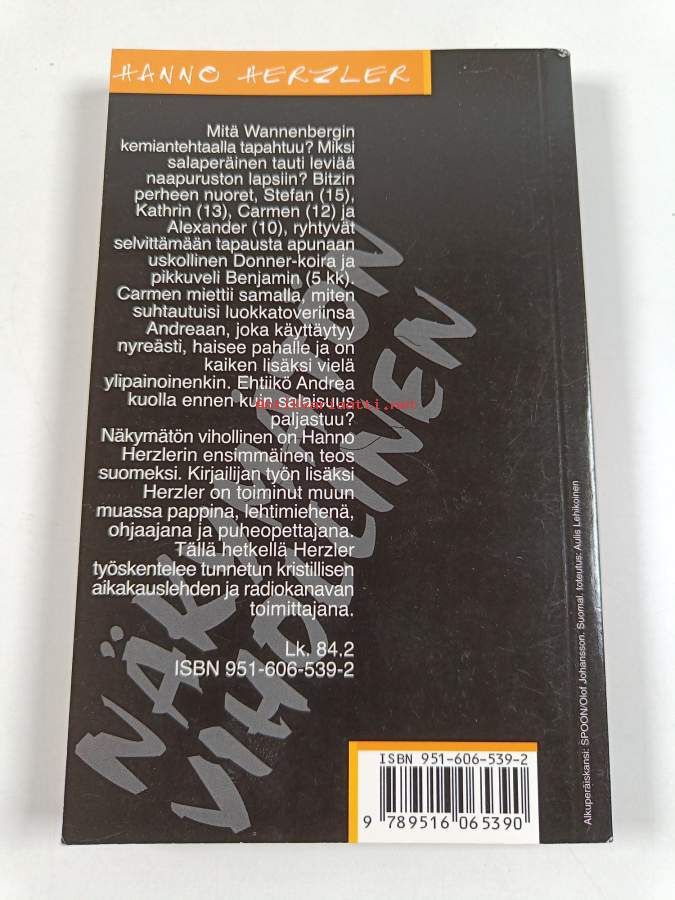 HANNO HERZLER
Mitä Wannenbergin
kemiantehtaalla tapahtuu? Miksi
salaperäinen tauti leviää
naapuruston lapsiin? Bitzin
perheen nuoret, Stefan (15),
Kathrin (13), Carmen (12) ja
Alexander (10), ryhtyvät
selvittämään tapausta apunaan
uskollinen Donner-koira ja
pikkuveli Benjamin (5 kk).
Carmen miettii samalla, miten
suhtautuisi luokkatoveriinsa
Andreaan, joka käyttäytyy
nyreästi, haisee pahalle ja on
kaiken lisäksi vielä
ylipainoinenkin. Ehtiikö Andrea
kuolla ennen kuin salaisuus
paljastuu?
Näkymätön vihollinen on Hanno
Herzlerin ensimmäinen teos
suomeksi. Kirjailijan työn lisäksi
Herzler on toiminut muun
muassa pappina, lehtimiehenä,
ohjaajana ja puheopettajana.
Tällä hetkellä Herzler
työskentelee tunnetun kristillisen
aikakauslehden ja radiokanavan
toimittajana.
Lk. 84.2
ISBN 951-606-539-2
NÄKYMÄTÖN
VIHOLLINEN
Antikvariaatti.net
Alkuperäiskansi: SPOON/Olof Johansson. Suomal. toteutus: Aulis Lehikoinen
ISBN 951-606-539-2
9 789516 065390